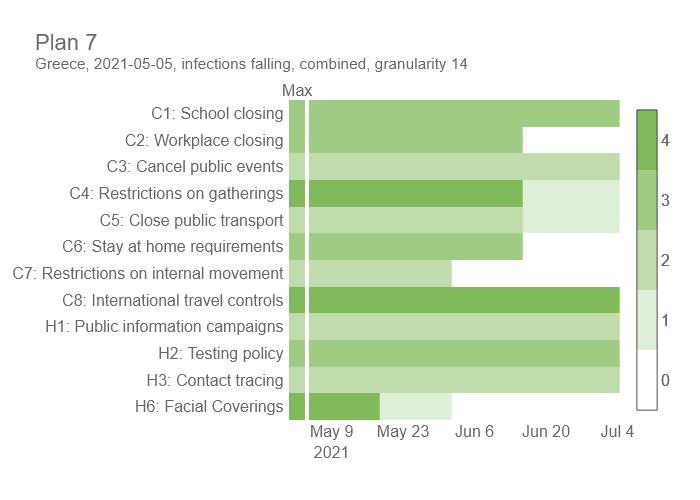 Plan 7
Greece, 2021-05-05, infections falling, combined, granularity 14
Max
C1: School closing
C2: Workplace closing
C3: Cancel public events
C4: Restrictions on gatherings
C5: Close public transport
C6: Stay at home requirements
C7: Restrictions on internal movement
C8: International travel controls
H1: Public information campaigns
H2: Testing policy
H3: Contact tracing
H6: Facial Coverings
May 9 May 23 Jun 6 Jun 20 Jul 4
2021
4
3
2
1
0